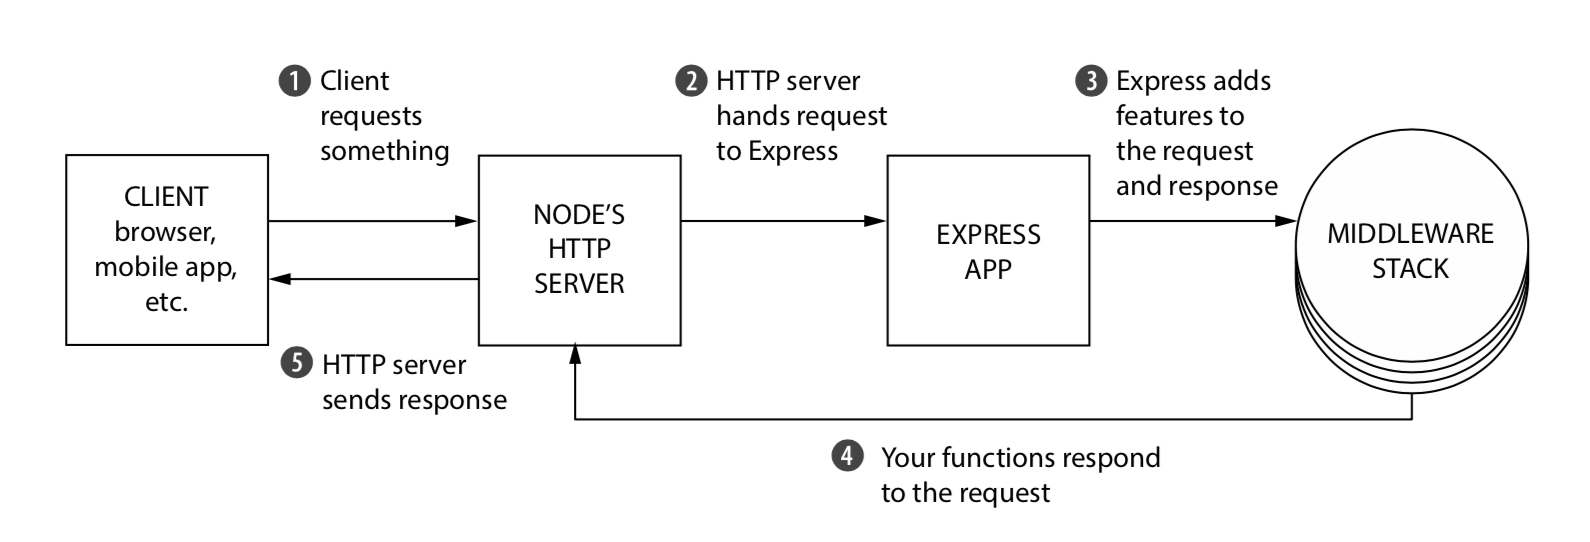 1 Client
requests
something
2 HTTP server
hands request
to Express
3 Express adds
features to
the request
and response
CLIENT
browser,
mobile app,
etc.
NODE’S
HTTP
SERVER
EXPRESS
APP
MIDDLEWARE
STACK
5 HTTP server
sends response
4 Your functions respond
to the request